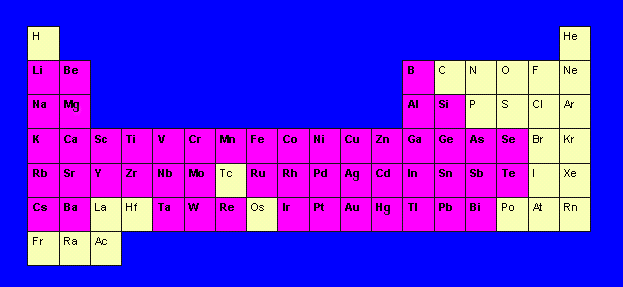 H He
Li Be B C N O F Ne
Na Mg Al Si P S Cl Ar
K Ca Sc Ti V Cr Mn Fe Co Ni Cu Zn Ga Ge As Se Br Kr
Rb Sr Y Zr Nb Mo Tc Ru Rh Pd Ag Cd In Sn Sb Te I Xe
Cs Ba La Hf Ta W Re Os Ir Pt Au Hg Tl Pb Bi Po At Rn
Fr Ra Ac